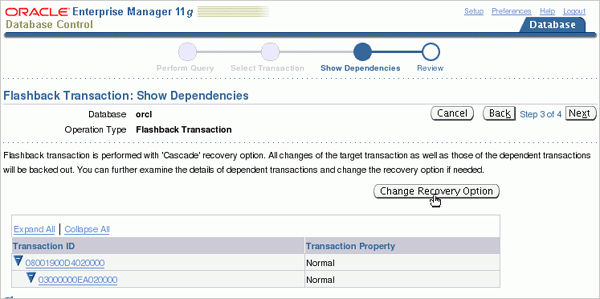 ORACLE Enterprise Manager 11g
Database Control
Setup Preferences Help Logout
Database
Perform Query Select Transaction Show Dependencies Review
Flashback Transaction: Show Dependencies
Database orcl
Operation Type Flashback Transaction
Cancel Back Step 3 of 4 Next
Flashback transaction is performed with 'Cascade' recovery option. All changes of the target transaction as well as those of the dependent transactions
will be backed out. You can further examine the details of dependent transactions and change the recovery option if needed.
Change Recovery Option
Expand All | Collapse All
Transaction ID Transaction Property
08001900D4020000 Normal
03000000EA020000 Normal